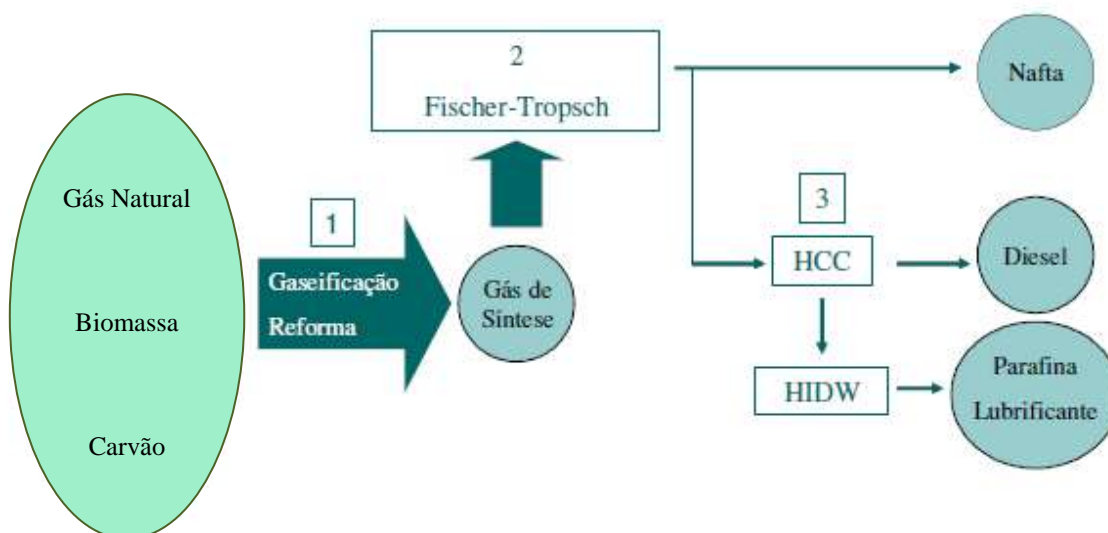 Gás Natural
Biomassa
Carvão
1
Gaseificação
Reforma
Gás de
Síntese
2
Fischer-Tropsch
Nafta
3
HCC
Diesel
HIDW
Parafina
Lubrificante